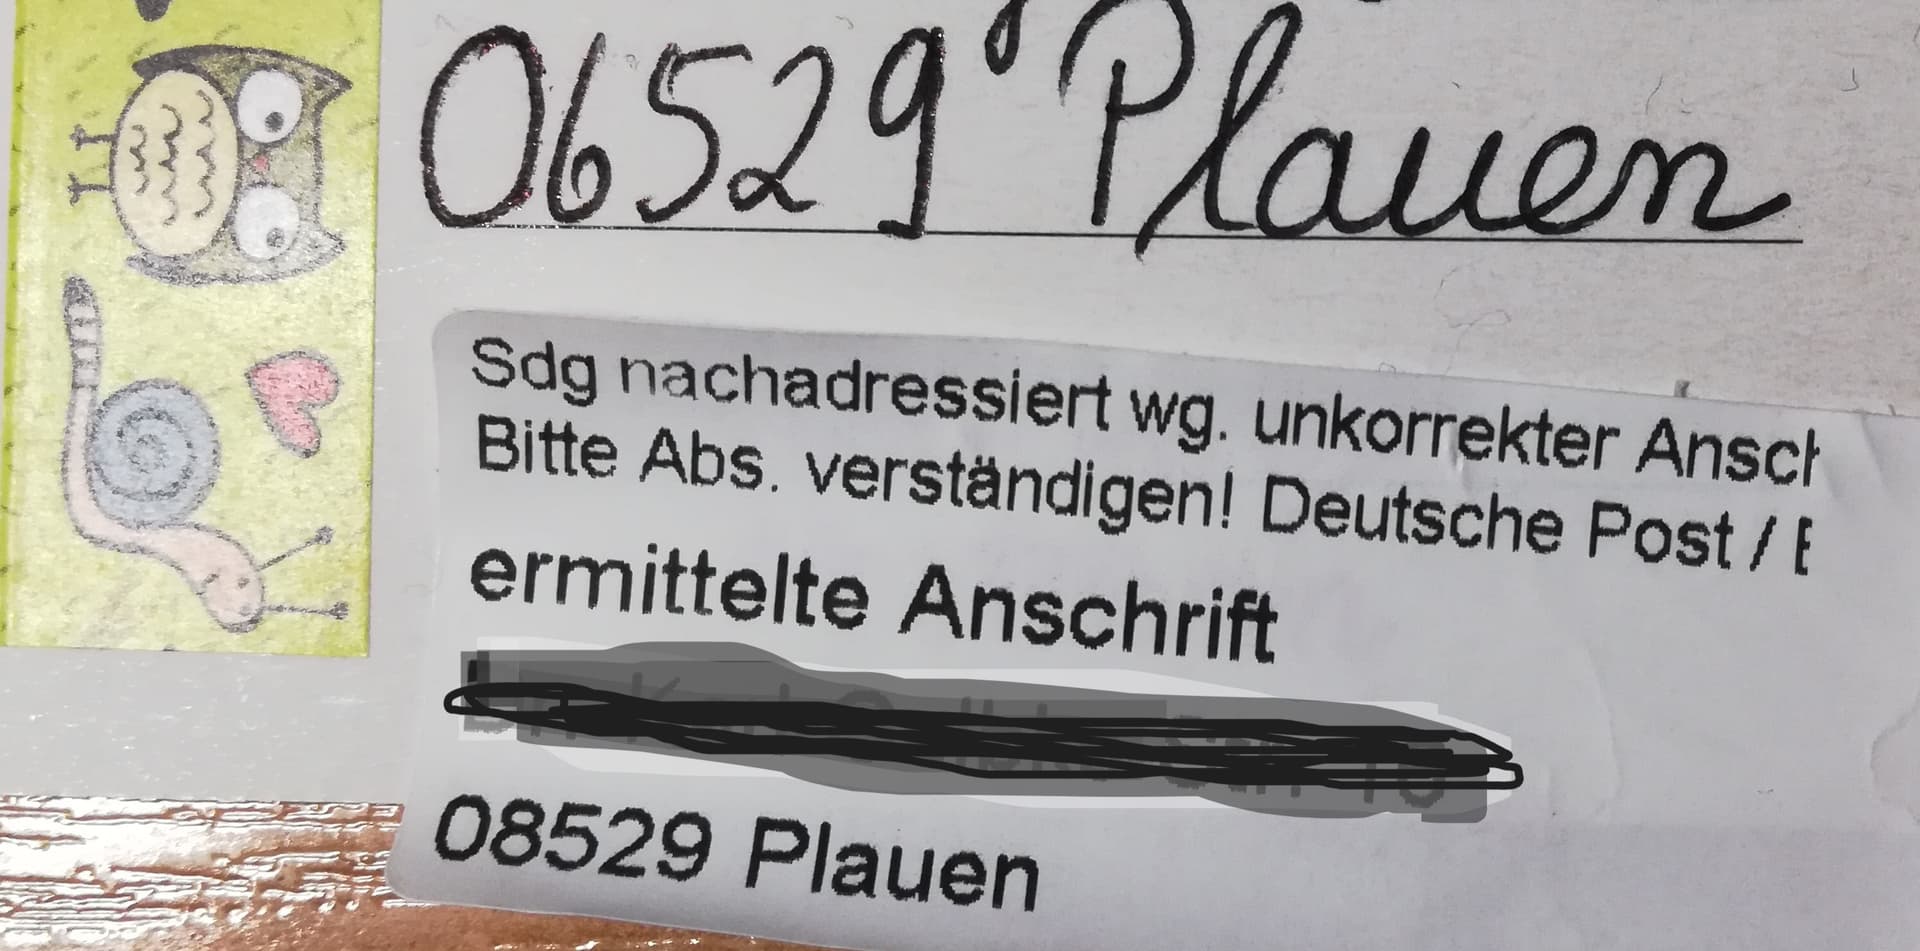 06529 Plauen
Sdg nachadressiert wg. unkorrekter Ansch
Bitte Abs. verständigen! Deutsche Post /
ermittelte Anschrift
08529 Plauen